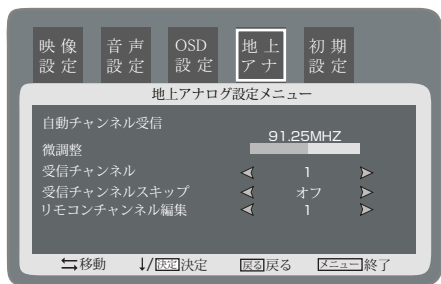 映像 音声 OSD 地上 初期
設定 設定 設定 アナ 設定
地上アナログ設定メニュー
自動チャンネル受信
91.25MHZ
微調整
受信チャンネル 1
受信チャンネルスキップ オフ
リモコンチャンネル編集 1
⇆移動 ↓/決定決定 戻る戻る メニュー終了